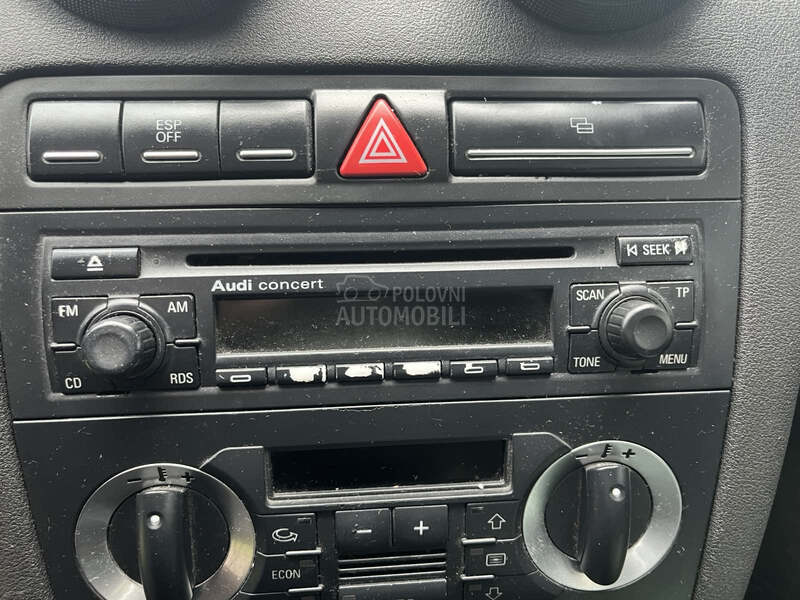 ESP
OFF
SEEK
Audi concert
POLOVNI
AUTOMOBILI
FM
AM
CD
RDS
SCAN
TP
TONE
MENU
- +
- +
- +
ECON